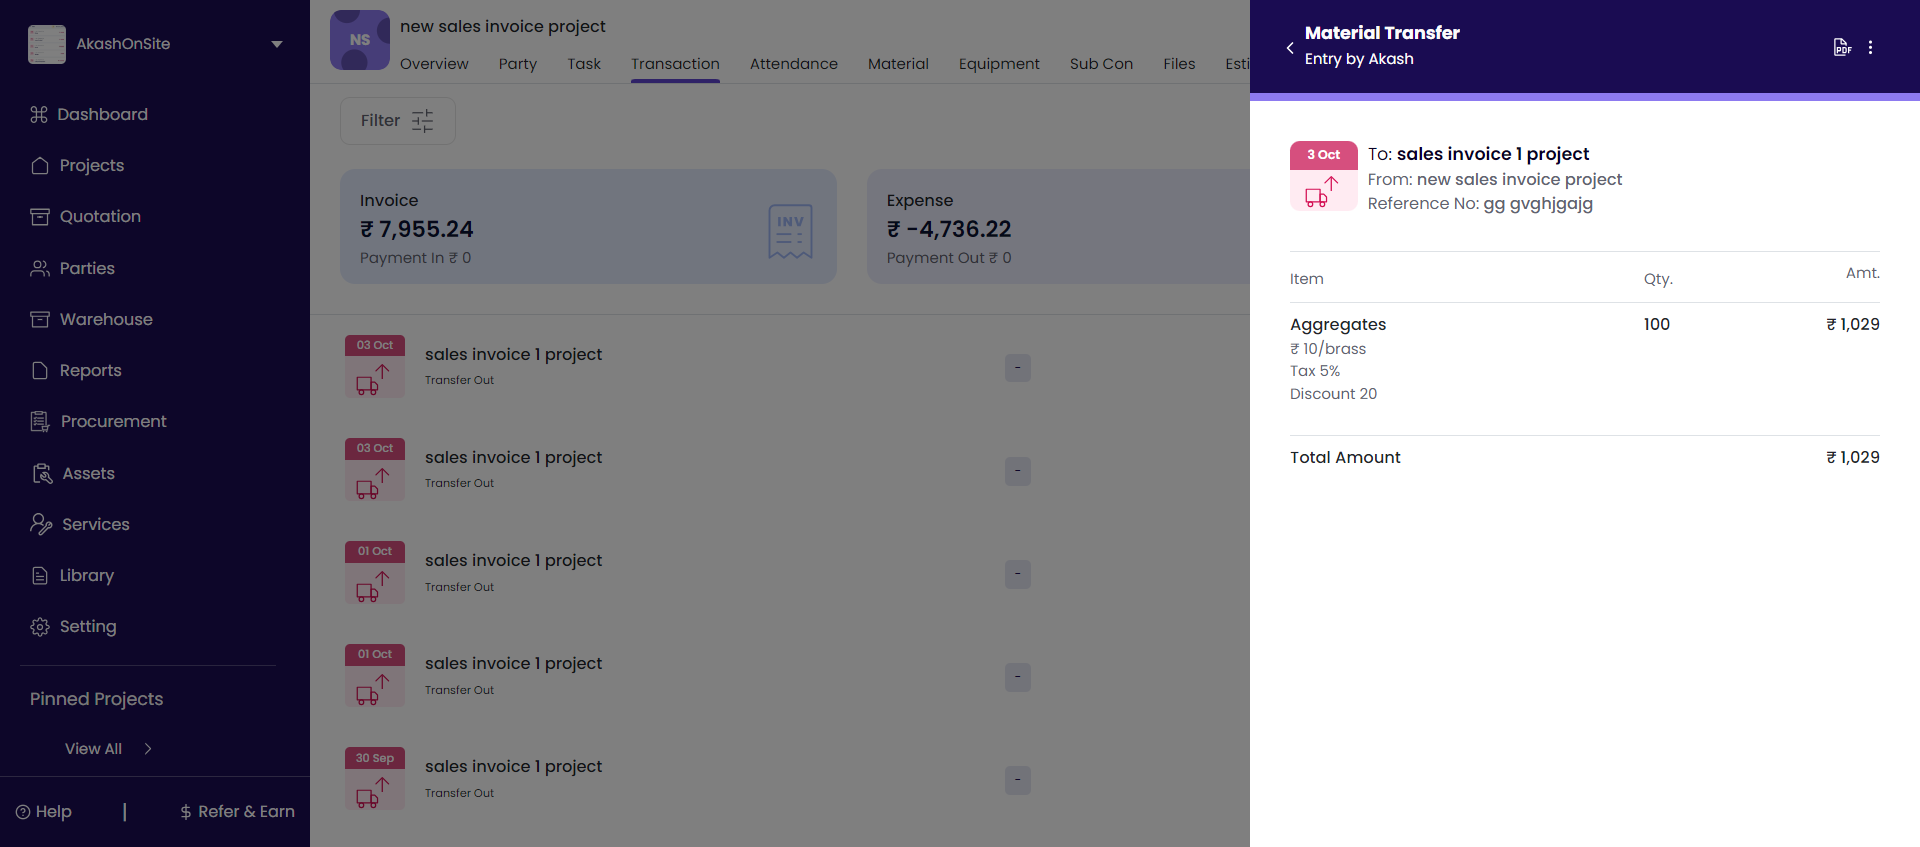 AkashOnSite
Dashboard
Projects
Quotation
Parties
Warehouse
Reports
Procurement
Assets
Services
Library
Setting
Pinned Projects
View All
Help | $ Refer & Earn
NS
new sales invoice project
Overview Party Task Transaction Attendance Material Equipment Sub Con Files Esti
Filter
Invoice
₹ 7,955.24
Payment In ₹ 0
INV
Expense
₹ -4,736.22
Payment Out ₹ 0
03 Oct
sales invoice 1 project
Transfer Out
-
03 Oct
sales invoice 1 project
Transfer Out
-
01 Oct
sales invoice 1 project
Transfer Out
-
01 Oct
sales invoice 1 project
Transfer Out
-
30 Sep
sales invoice 1 project
Transfer Out
-
Material Transfer
Entry by Akash
PDF
3 Oct
To: sales invoice 1 project
From: new sales invoice project
Reference No: gg gvghjgajg
Item Qty. Amt.
Aggregates 100 ₹ 1,029
₹ 10/brass
Tax 5%
Discount 20
Total Amount ₹ 1,029